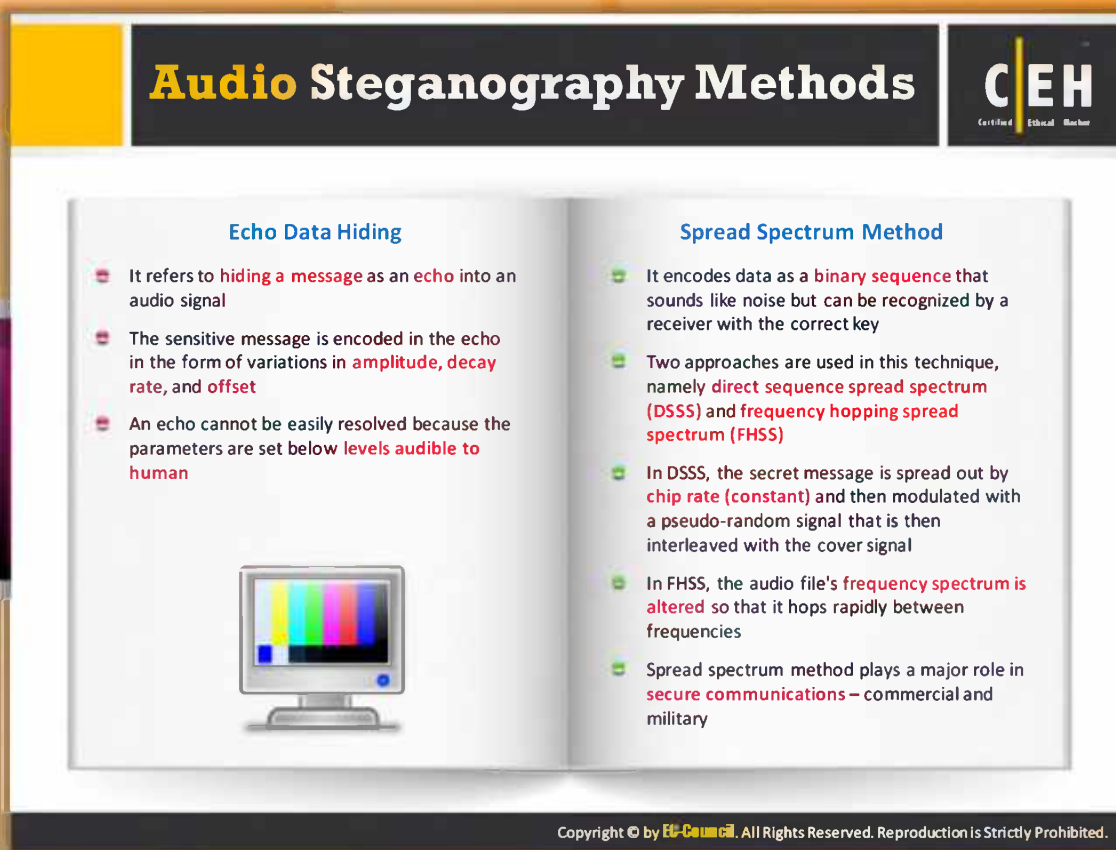 Audio Steganography Methods
C EH
Certified Ethical Hacker
Echo Data Hiding
It refers to hiding a message as an echo into an
audio signal
The sensitive message is encoded in the echo
in the form of variations in amplitude, decay
rate, and offset
An echo cannot be easily resolved because the
parameters are set below levels audible to
human
Spread Spectrum Method
It encodes data as a binary sequence that
sounds like noise but can be recognized by a
receiver with the correct key
Two approaches are used in this technique,
namely direct sequence spread spectrum
(DSSS) and frequency hopping spread
spectrum (FHSS)
In DSSS, the secret message is spread out by
chip rate (constant) and then modulated with
a pseudo-random signal that is then
interleaved with the cover signal
In FHSS, the audio file's frequency spectrum is
altered so that it hops rapidly between
frequencies
Spread spectrum method plays a major role in
secure communications – commercial and
military
Copyright © by EC-Council. All Rights Reserved. Reproduction is Strictly Prohibited.